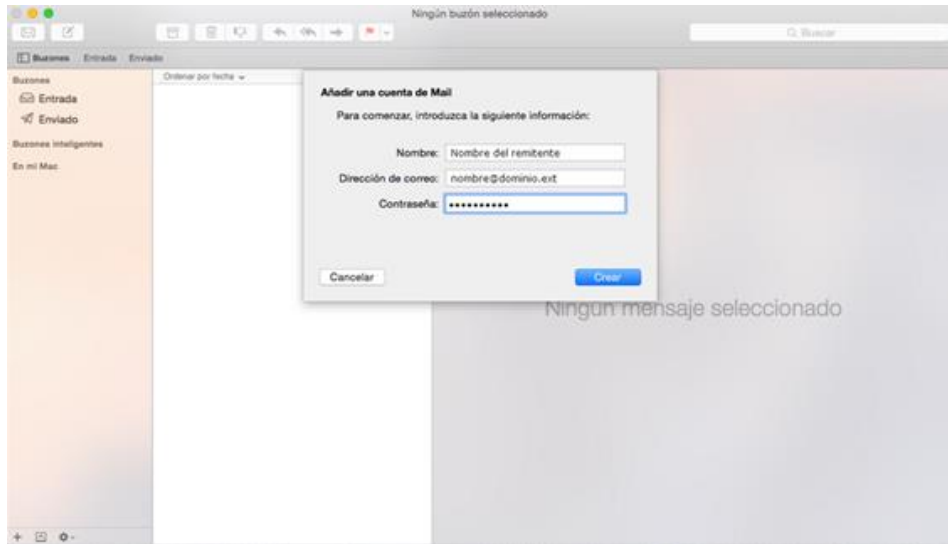 Ningún buzón seleccionado
Buscar
Buzones Entrada Enviado
Buzones
Entrada
Enviado
Buzones inteligentes
En mi Mac
Ordenar por fecha
Añadir una cuenta de Mail
Para comenzar, introduzca la siguiente información:
Nombre: Nombre del remitente
Dirección de correo: nombre@dominio.ext
Contraseña: ••••••••••
Cancelar Crear
Ningún mensaje seleccionado